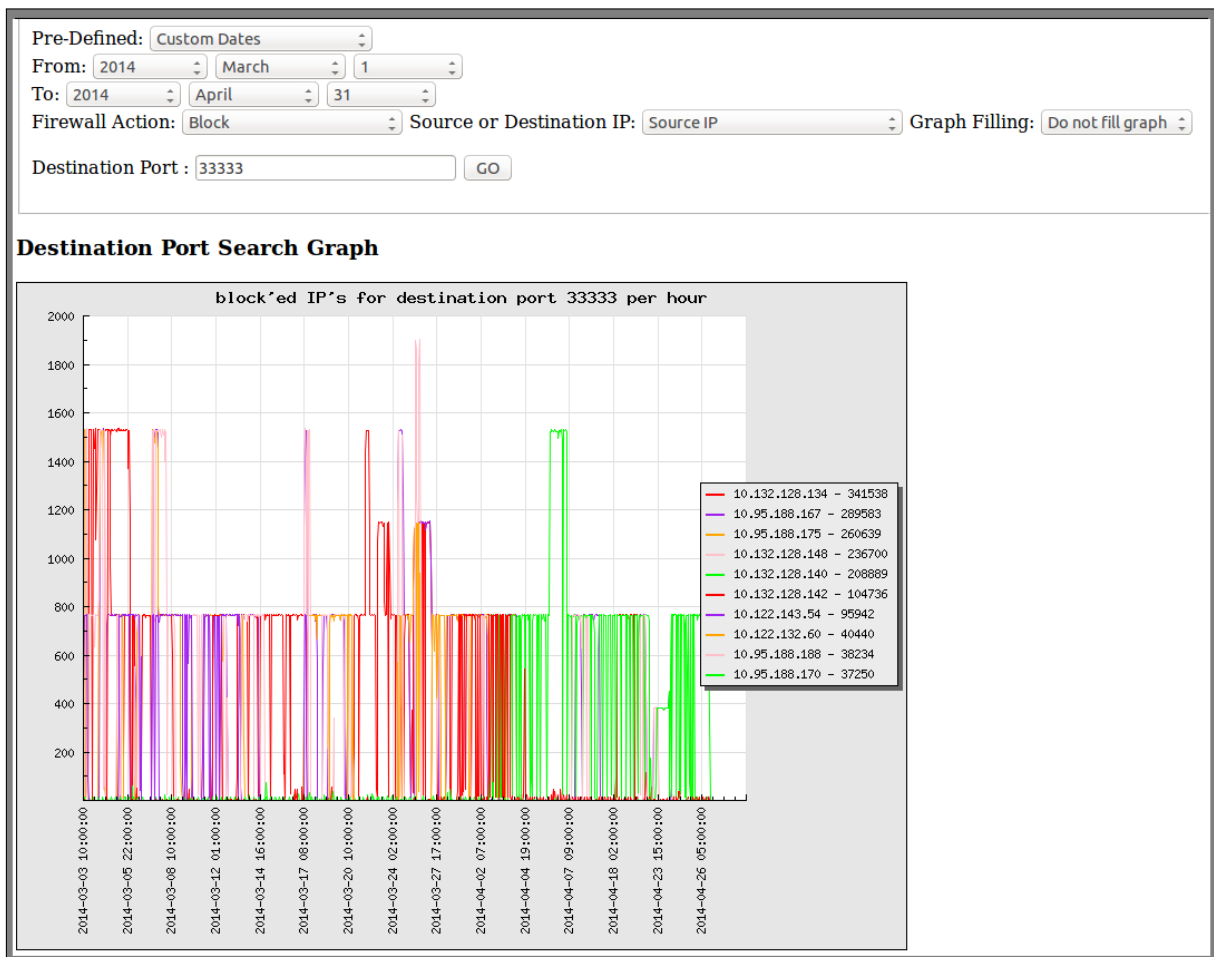 Pre-Defined: Custom Dates
From: 2014 March 1
To: 2014 April 31
Firewall Action: Block Source or Destination IP: Source IP Graph Filling: Do not fill graph
Destination Port : 33333 GO
Destination Port Search Graph
block'ed IP's for destination port 33333 per hour
2000
1800
1600
1400
1200
1000
800
600
400
200
10.132.128.134 - 341538
10.95.188.167 - 289583
10.95.188.175 - 260639
10.132.128.148 - 236700
10.132.128.140 - 208889
10.132.128.142 - 104736
10.122.143.54 - 95942
10.122.132.60 - 40440
10.95.188.188 - 38234
10.95.188.170 - 37250
2014-03-03 10:00:00
2014-03-05 22:00:00
2014-03-08 10:00:00
2014-03-12 01:00:00
2014-03-14 16:00:00
2014-03-17 08:00:00
2014-03-20 10:00:00
2014-03-24 02:00:00
2014-03-27 17:00:00
2014-04-02 07:00:00
2014-04-04 19:00:00
2014-04-07 09:00:00
2014-04-18 02:00:00
2014-04-23 15:00:00
2014-04-26 05:00:00